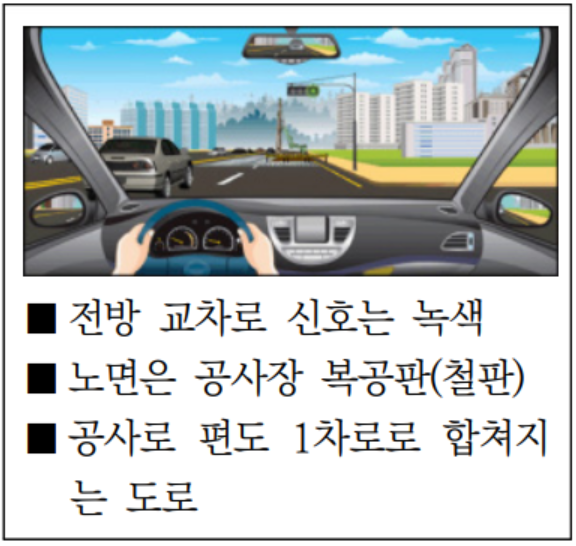 ■ 전방 교차로 신호는 녹색
■ 노면은 공사장 복공판(철판)
■ 공사로 편도 1차로로 합쳐지
는 도로